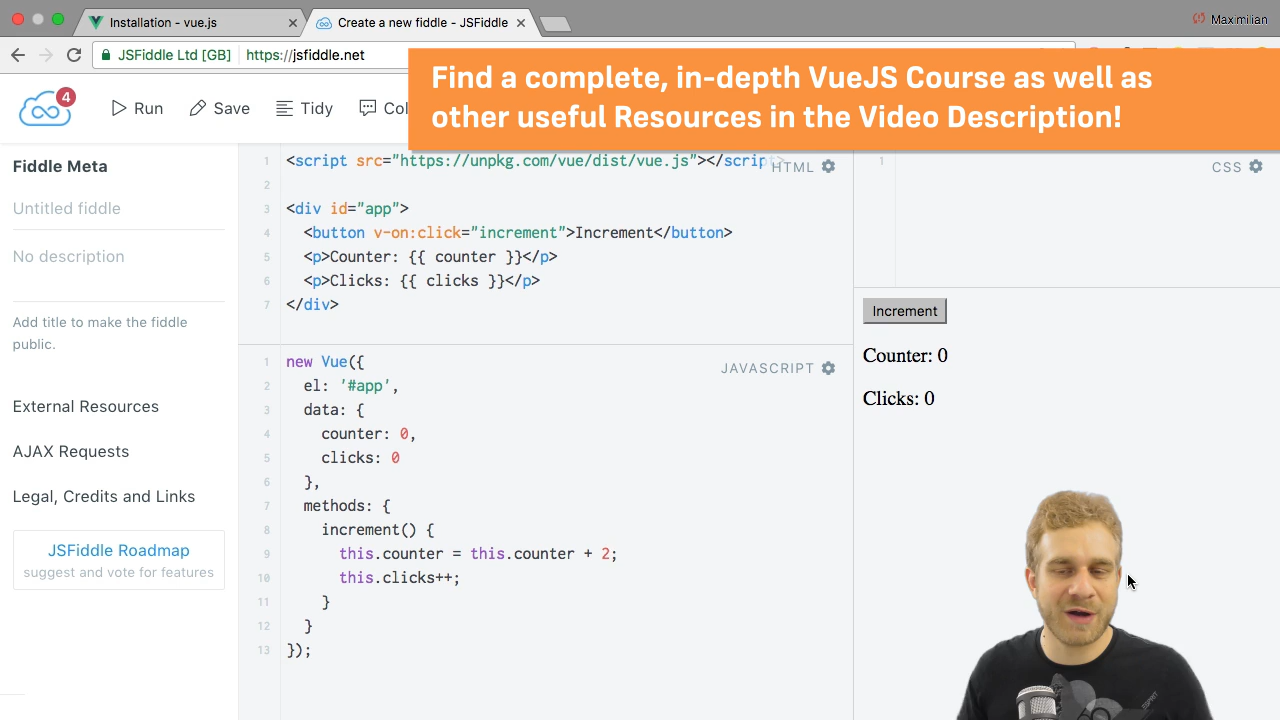 Installation - vue.js
Create a new fiddle - JSFiddle
Maximilian
JSFiddle Ltd [GB]
https://jsfiddle.net
Find a complete, in-depth VueJS Course as well as
other useful Resources in the Video Description!
4
Run
Save
Tidy
Col
Fiddle Meta
Untitled fiddle
No description
Add title to make the fiddle
public.
External Resources
AJAX Requests
Legal, Credits and Links
JSFiddle Roadmap
suggest and vote for features
HTML
1 <script src="https://unpkg.com/vue/dist/vue.js"></script>
2
3 <div id="app">
4 <button v-on:click="increment">Increment</button>
5 <p>Counter: {{ counter }}</p>
6 <p>Clicks: {{ clicks }}</p>
7 </div>
JAVASCRIPT
1 new Vue({
2 el: '#app',
3 data: {
4 counter: 0,
5 clicks: 0
6 },
7 methods: {
8 increment() {
9 this.counter = this.counter + 2;
10 this.clicks++;
11 }
12 }
13 });
1
CSS
Increment
Counter: 0
Clicks: 0